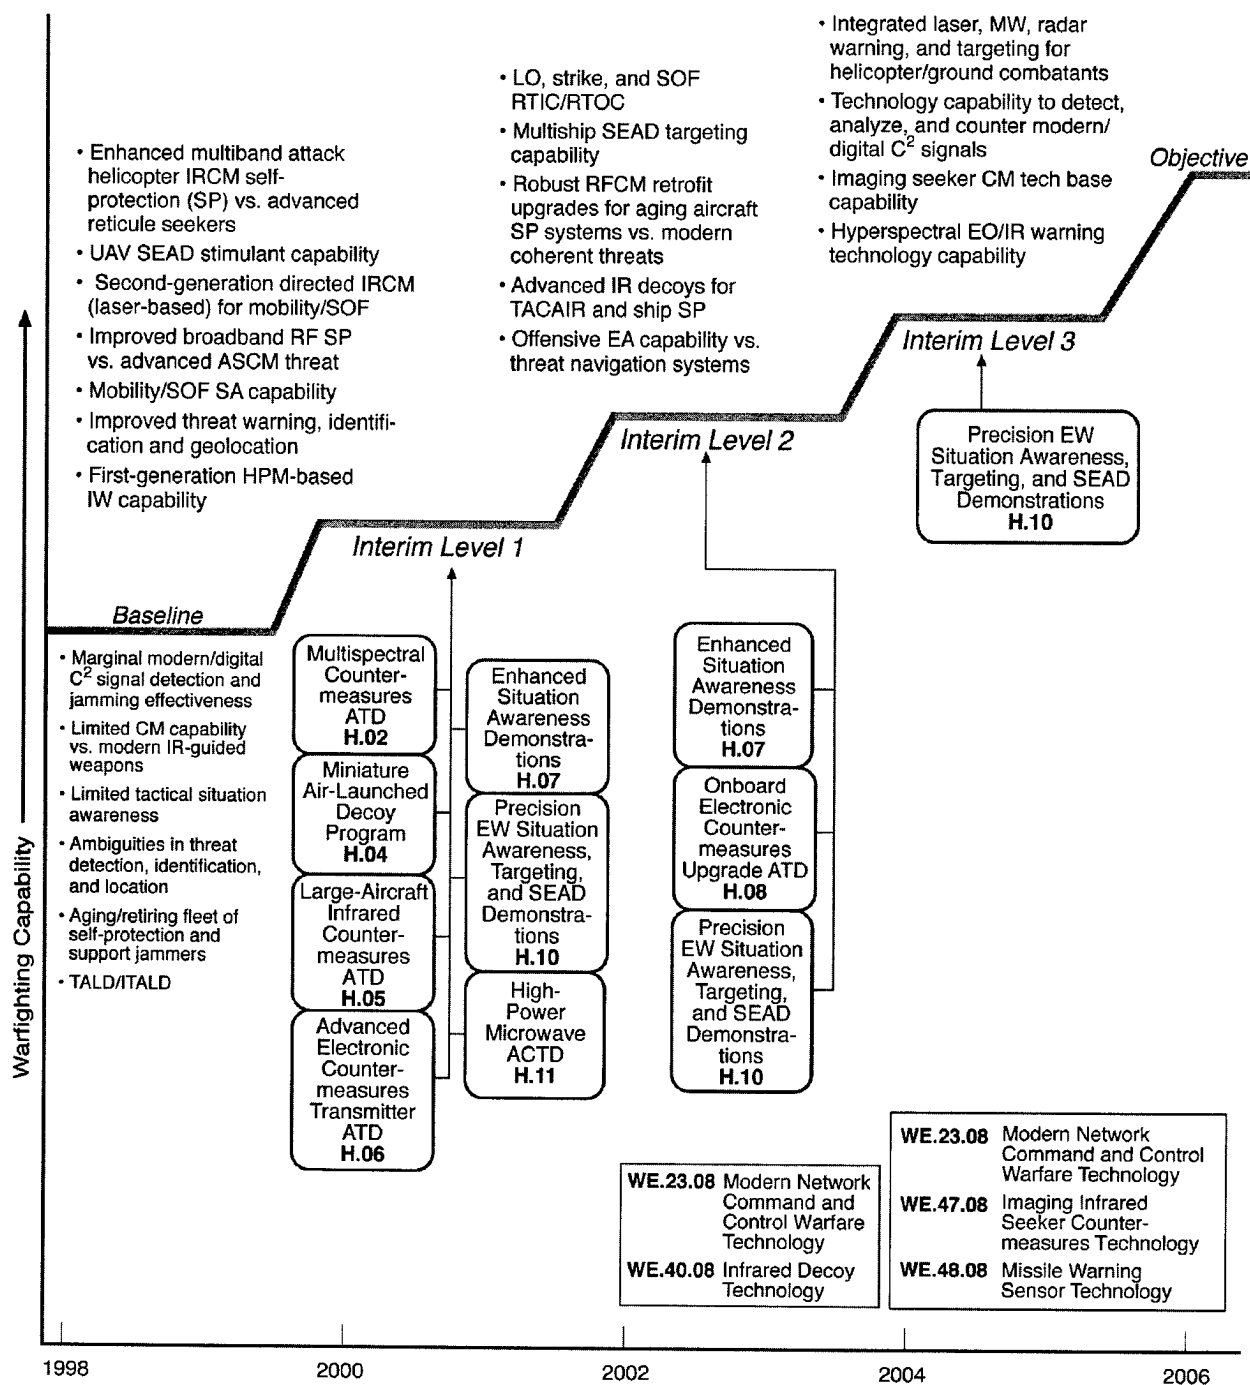 • Integrated laser, MW, radar
warning, and targeting for
helicopter/ground combatants
• Technology capability to detect,
analyze, and counter modern/
digital C2 signals
• Imaging seeker CM tech base
capability
• Hyperspectral EO/IR warning
technology capability
• LO, strike, and SOF
RTIC/RTOC
• Multiship SEAD targeting
capability
• Robust RFCM retrofit
upgrades for aging aircraft
SP systems vs. modern
coherent threats
• Advanced IR decoys for
TACAIR and ship SP
• Offensive EA capability vs.
threat navigation systems
• Enhanced multiband attack
helicopter IRCM self-
protection (SP) vs. advanced
reticule seekers
• UAV SEAD stimulant capability
• Second-generation directed IRCM
(laser-based) for mobility/SOF
• Improved broadband RF SP
vs. advanced ASCM threat
• Mobility/SOF SA capability
• Improved threat warning, identifi-
cation and geolocation
• First-generation HPM-based
IW capability
Objective
Interim Level 3
Interim Level 2
Interim Level 1
Baseline
Warfighting Capability
• Marginal modern/digital
C2 signal detection and
jamming effectiveness
• Limited CM capability
vs. modern IR-guided
weapons
• Limited tactical situation
awareness
• Ambiguities in threat
detection, identification,
and location
• Aging/retiring fleet of
self-protection and
support jammers
• TALD/ITALD
Multispectral
Counter-
measures
ATD
H.02
Miniature
Air-Launched
Decoy
Program
H.04
Large-Aircraft
Infrared
Counter-
measures
ATD
H.05
Advanced
Electronic
Counter-
measures
Transmitter
ATD
H.06
Enhanced
Situation
Awareness
Demonstra-
tions
H.07
Precision
EW Situation
Awareness,
Targeting,
and SEAD
Demonstra-
tions
H.10
High-
Power
Microwave
ACTD
H.11
Enhanced
Situation
Awareness
Demonstra-
tions
H.07
Onboard
Electronic
Counter-
measures
Upgrade ATD
H.08
Precision
EW Situation
Awareness,
Targeting,
and SEAD
Demonstra-
tions
H.10
Precision EW
Situation Awareness,
Targeting, and SEAD
Demonstrations
H.10
WE.23.08 Modern Network
Command and
Control Warfare
Technology
WE.40.08 Infrared Decoy
Technology
WE.23.08 Modern Network
Command and Control
Warfare Technology
WE.47.08 Imaging Infrared
Seeker Counter-
measures Technology
WE.48.08 Missile Warning
Sensor Technology
1998
2000
2002
2004
2006